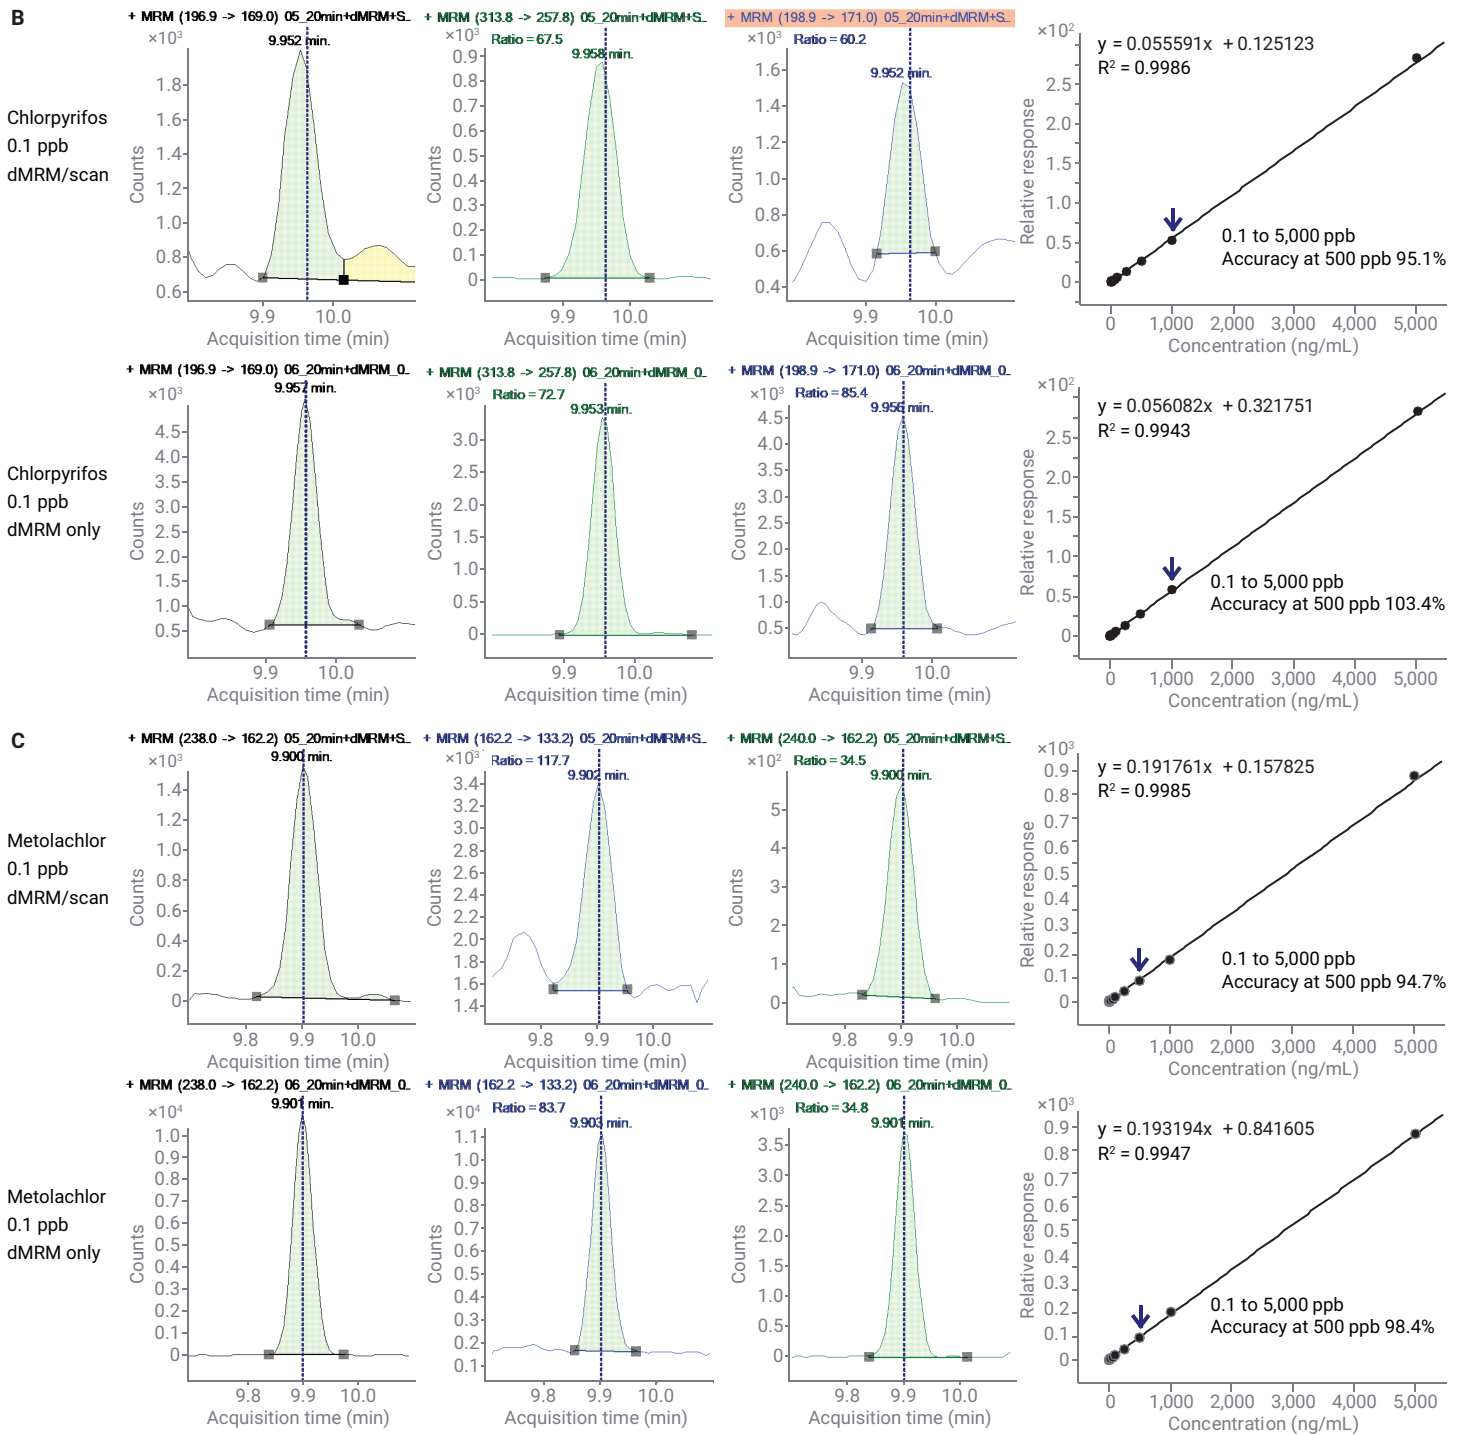 B
Chlorpyrifos
0.1 ppb
dMRM/scan
+ MRM (196.9 -> 169.0) 05_20min+dMRM+S...
×10³
9.952 min.
1.8
1.6
1.4
1.2
1.0
0.8
0.6
Counts
9.9 10.0
Acquisition time (min)
+ MRM (313.8 -> 257.8) 05_20min+dMRM+S...
×10³
Ratio = 67.5
9.958 min.
0.9
0.8
0.7
0.6
0.5
0.4
0.3
0.2
0.1
0
Counts
9.9 10.0
Acquisition time (min)
+ MRM (198.9 -> 171.0) 05_20min+dMRM+S...
×10³
Ratio = 60.2
9.952 min.
1.6
1.4
1.2
1.0
0.8
0.6
0.4
Counts
9.9 10.0
Acquisition time (min)
×10²
y = 0.055591x + 0.125123
R² = 0.9986
2.5
2.0
1.5
1.0
0.5
0
Relative response
0.1 to 5,000 ppb
Accuracy at 500 ppb 95.1%
0 1,000 2,000 3,000 4,000 5,000
Concentration (ng/mL)
Chlorpyrifos
0.1 ppb
dMRM only
+ MRM (196.9 -> 169.0) 06_20min+dMRM_0...
×10³
9.957 min.
4.5
4.0
3.5
3.0
2.5
2.0
1.5
1.0
0.5
Counts
9.9 10.0
Acquisition time (min)
+ MRM (313.8 -> 257.8) 06_20min+dMRM_0...
×10³
Ratio = 72.7
9.953 min.
3.0
2.5
2.0
1.5
1.0
0.5
0
Counts
9.9 10.0
Acquisition time (min)
+ MRM (198.9 -> 171.0) 06_20min+dMRM_0...
×10³
Ratio = 85.4
9.956 min.
4.5
4.0
3.5
3.0
2.5
2.0
1.5
1.0
0.5
Counts
9.9 10.0
Acquisition time (min)
×10²
y = 0.056082x + 0.321751
R² = 0.9943
2.5
2.0
1.5
1.0
0.5
0
Relative response
0.1 to 5,000 ppb
Accuracy at 500 ppb 103.4%
0 1,000 2,000 3,000 4,000 5,000
Concentration (ng/mL)
C
Metolachlor
0.1 ppb
dMRM/scan
+ MRM (238.0 -> 162.2) 05_20min+dMRM+S...
×10³
9.900 min.
1.4
1.2
1.0
0.8
0.6
0.4
0.2
0
Counts
9.8 9.9 10.0
Acquisition time (min)
+ MRM (162.2 -> 133.2) 05_20min+dMRM+S...
×10³
Ratio = 117.7
9.902 min.
3.4
3.2
3.0
2.8
2.6
2.4
2.2
2.0
1.8
1.6
1.4
Counts
9.8 9.9 10.0
Acquisition time (min)
+ MRM (240.0 -> 162.2) 05_20min+dMRM+S...
×10²
Ratio = 34.5
9.900 min.
5
4
3
2
1
0
Counts
9.8 9.9 10.0
Acquisition time (min)
×10³
y = 0.191761x + 0.157825
R² = 0.9985
0.9
0.8
0.7
0.6
0.5
0.4
0.3
0.2
0.1
0
Relative response
0.1 to 5,000 ppb
Accuracy at 500 ppb 94.7%
0 1,000 2,000 3,000 4,000 5,000
Concentration (ng/mL)
Metolachlor
0.1 ppb
dMRM only
+ MRM (238.0 -> 162.2) 06_20min+dMRM_0...
×10⁴
9.901 min.
1.0
0.9
0.8
0.7
0.6
0.5
0.4
0.3
0.2
0.1
0
Counts
9.8 9.9 10.0
Acquisition time (min)
+ MRM (162.2 -> 133.2) 06_20min+dMRM_0...
×10⁴
Ratio = 83.7
9.903 min.
1.1
1.0
0.9
0.8
0.7
0.6
0.5
0.4
0.3
0.2
0.1
Counts
9.8 9.9 10.0
Acquisition time (min)
+ MRM (240.0 -> 162.2) 06_20min+dMRM_0...
×10³
Ratio = 34.8
9.901 min.
3.5
3.0
2.5
2.0
1.5
1.0
0.5
0
Counts
9.8 9.9 10.0
Acquisition time (min)
×10³
y = 0.193194x + 0.841605
R² = 0.9947
0.9
0.8
0.7
0.6
0.5
0.4
0.3
0.2
0.1
0
Relative response
0.1 to 5,000 ppb
Accuracy at 500 ppb 98.4%
0 1,000 2,000 3,000 4,000 5,000
Concentration (ng/mL)